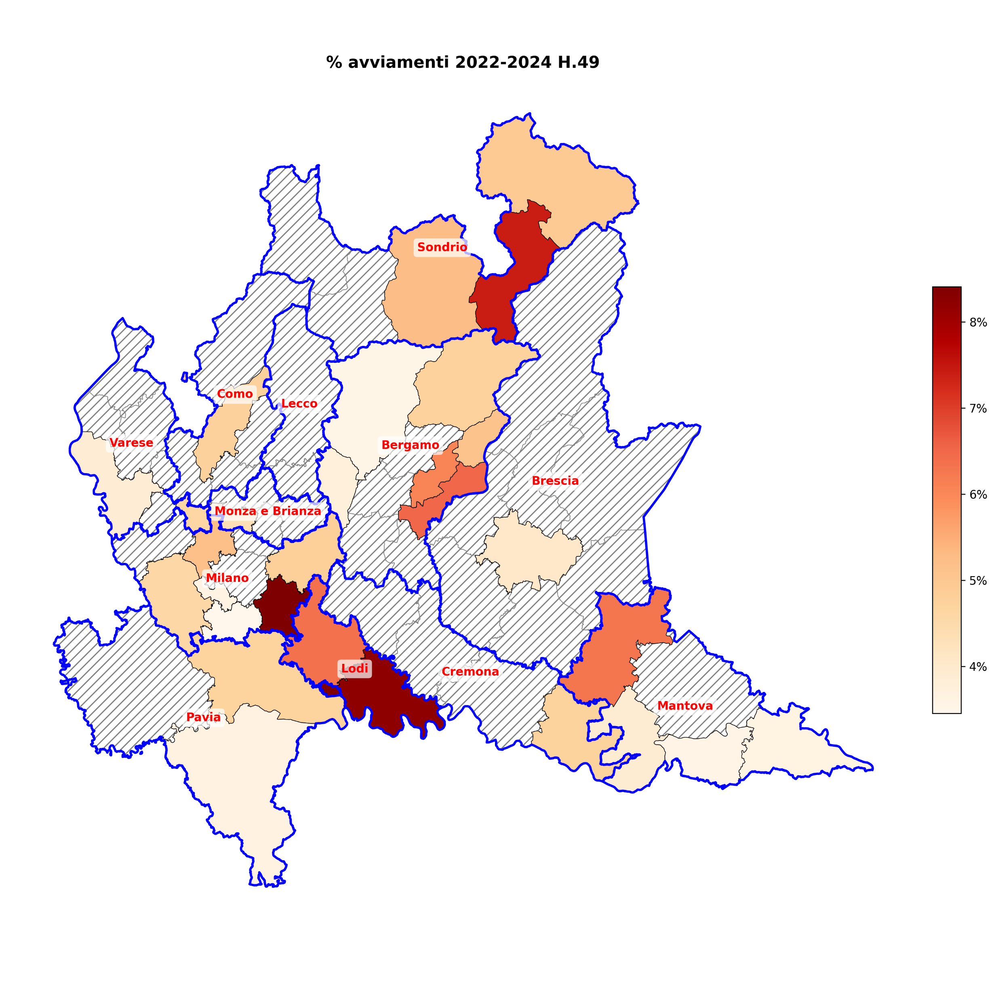 % avviamenti 2022-2024 H.49
Sondrio
8%
Como
Lecco
7%
Varese
Bergamo
Brescia
6%
Monza e Brianza
Milano
5%
Lodi
Cremona
4%
Mantova
Pavia